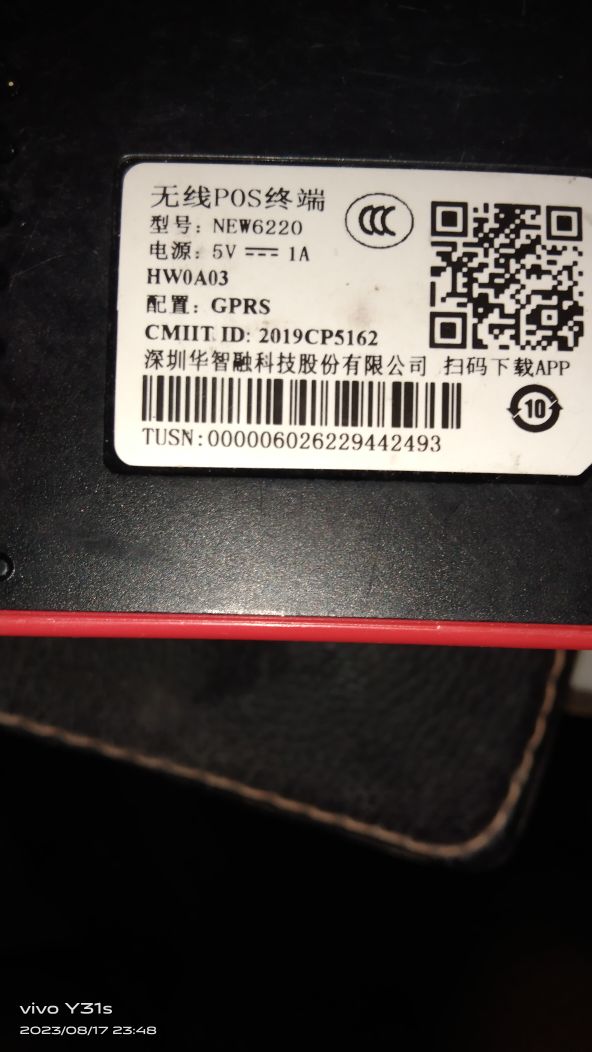 无线POS终端
型号：NEW6220
电源：5V 1A
HW0A03
配置：GPRS
CMIIT ID: 2019CP5162
深圳华智融科技股份有限公司 扫码下载APP
10
TUSN:000006026229442493
vivo Y31s
2023/08/17 23:48